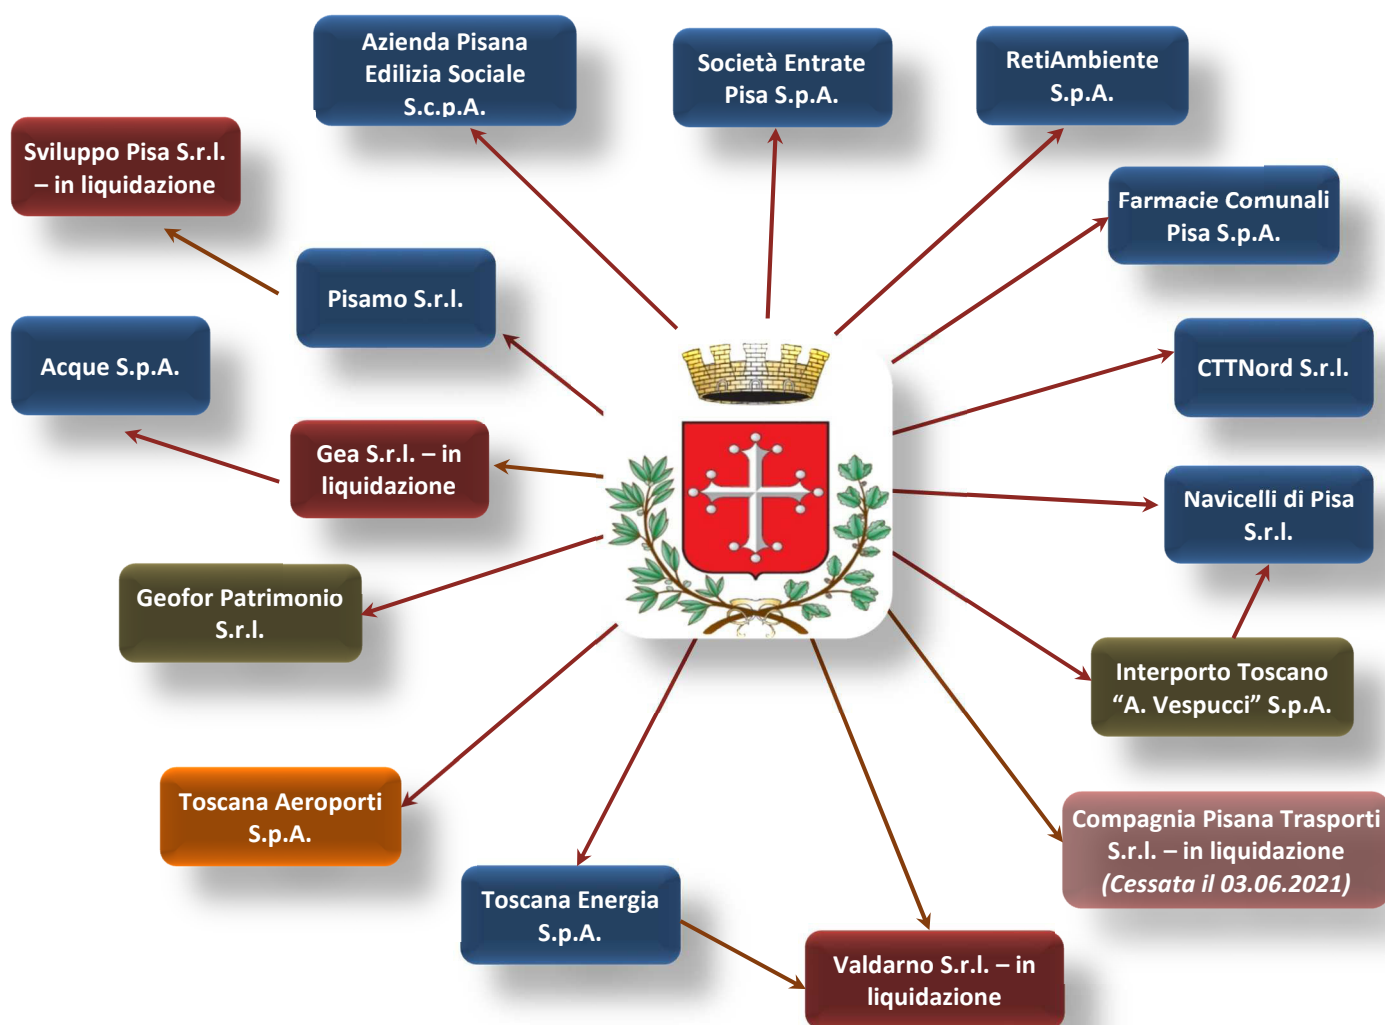 Azienda Pisana
Edilizia Sociale
S.c.p.A.
Società Entrate
Pisa S.p.A.
RetiAmbiente
S.p.A.
Sviluppo Pisa S.r.l.
– in liquidazione
Farmacie Comunali
Pisa S.p.A.
Pisamo S.r.l.
Acque S.p.A.
CTTNord S.r.l.
Gea S.r.l. – in
liquidazione
Navicelli di Pisa
S.r.l.
Geofor Patrimonio
S.r.l.
Interporto Toscano
“A. Vespucci” S.p.A.
Toscana Aeroporti
S.p.A.
Compagnia Pisana Trasporti
S.r.l. – in liquidazione
(Cessata il 03.06.2021)
Toscana Energia
S.p.A.
Valdarno S.r.l. – in
liquidazione